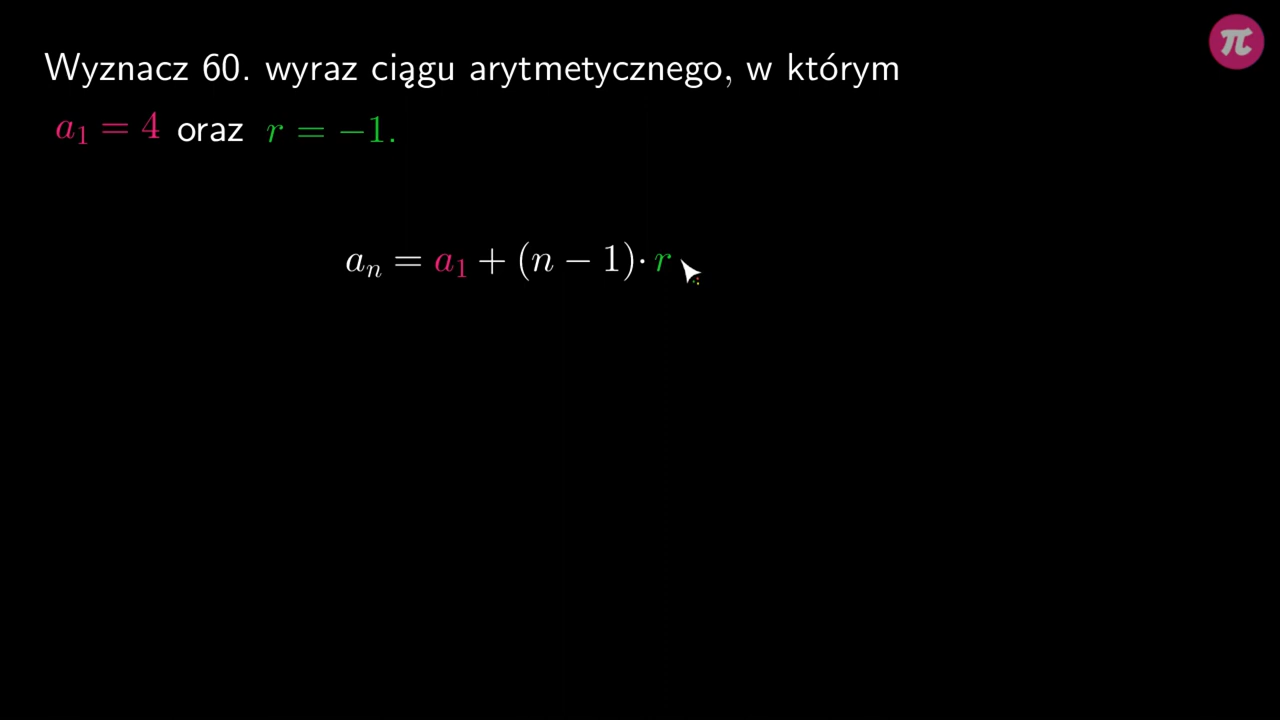 Wyznacz 60. wyraz ciągu arytmetycznego, w którym
a₁ = 4 oraz r = −1.
aₙ = a₁ + (n − 1)· r
π